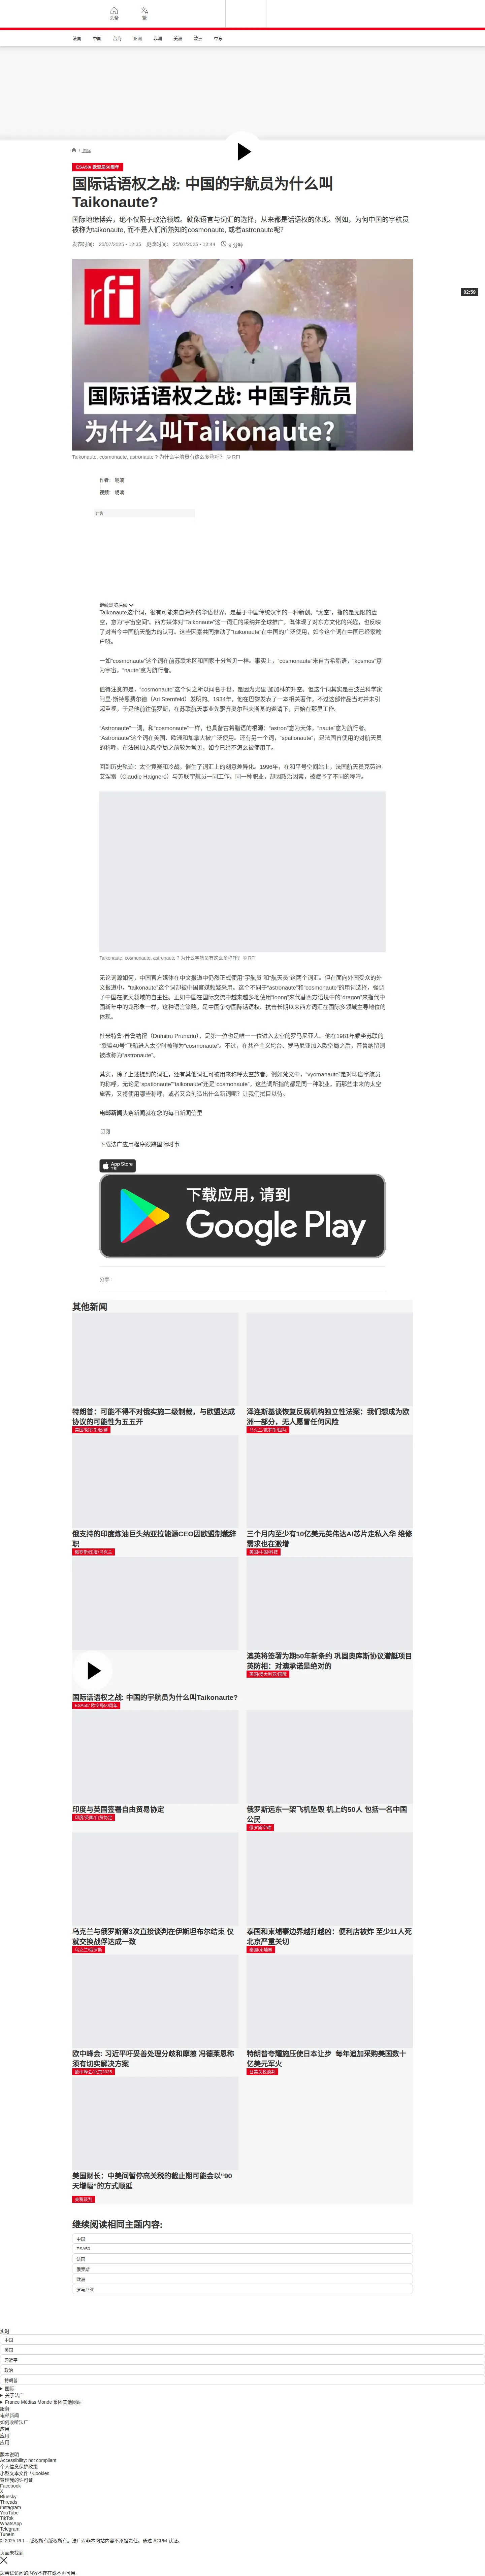 头条
繁
法国
中国
台海
亚洲
非洲
美洲
欧洲
中东
/ 国际
ESA50/ 欧空局50周年
国际话语权之战: 中国的宇航员为什么叫
Taikonaute?
国际地缘博弈，绝不仅限于政治领域。就像语言与词汇的选择，从来都是话语权的体现。例如，为何中国的宇航员
被称为taikonaute, 而不是人们所熟知的cosmonaute, 或者astronaute呢？
发表时间： 25/07/2025 - 12:35 更改时间： 25/07/2025 - 12:44 9 分钟
02:59
rfi
国际话语权之战: 中国宇航员
为什么叫Taikonaute?
Taikonaute、cosmonaute、astronaute？为什么宇航员有这么多称呼？ © RFI
作者：
|
视频：
广告
继续浏览后续
Taikonaute这个词，很有可能来自海外的华语世界，是基于中国传统汉字的一种新创。“太空”，指的是无限的虚
空，意为“宇宙空间”。西方媒体对“Taikonaute”这一词汇的采纳并全球推广，既体现了对东方文化的兴趣，也反映
了对当今中国航天能力的认可。这些因素共同推动了“taikonaute”在中国的广泛使用，如今这个词在中国已经家喻
户晓。
一如“cosmonaute”这个词在前苏联地区和国家十分常见一样。事实上，“cosmonaute”来自古希腊语，“kosmos”意
为宇宙，“naute”意为航行者。
值得注意的是，“cosmonaute”这个词之所以闻名于世，是因为尤里·加加林的升空。但这个词其实是由波兰科学家
阿里·斯特恩费尔德（Ari Sternfeld）发明的。1934年，他在巴黎发表了一本相关著作。不过这部作品当时并未引
起重视。于是他前往俄罗斯，在苏联航天事业先驱齐奥尔科夫斯基的邀请下，开始在那里工作。
“Astronaute”一词，和“cosmonaute”一样，也具备古希腊语的根源：“astron”意为天体，“naute”意为航行者。
“Astronaute”这个词在美国、欧洲和加拿大被广泛使用。还有另一个词，“spationaute”，是法国曾使用的对航天员
的称呼，在法国加入欧空局之前较为常见，如今已经不怎么被使用了。
回到历史轨迹：太空竞赛和冷战，催生了词汇上的刻意差异化。1996年，在和平号空间站上，法国航天员克劳迪·
艾涅雷（Claudie Haigneré）与苏联宇航员一同工作。同一种职业，却因政治因素，被赋予了不同的称呼。
Taikonaute、cosmonaute、astronaute？为什么宇航员有这么多称呼？ © RFI
无论词源如何，中国官方媒体在中文报道中仍然正式使用“宇航员”和“航天员”这两个词汇。但在面向外国受众的外
文报道中，“taikonaute”这个词却被中国官媒频繁采用。这个不同于“astronaute”和“cosmonaute”的用词选择，强调
了中国在航天领域的自主性。正如中国在国际交流中越来越多地使用“loong”来代替西方语境中的“dragon”来指代中
国新年中的龙形象一样，这种语言策略，是中国争夺国际话语权、抗击长期以来西方词汇在国际多领域主导地位的
体现。
杜米特鲁·普鲁纳留（Dumitru Prunariu），是第一位也是唯一一位进入太空的罗马尼亚人。他在1981年乘坐苏联的
“联盟40号”飞船进入太空时被称为“cosmonaute”。不过，在共产主义垮台、罗马尼亚加入欧空局之后，普鲁纳留则
被改称为“astronaute”。
其实，除了上述提到的词汇，还有其他词汇可被用来称呼太空旅者。例如梵文中，“vyomanaute”是对印度宇航员
的称呼。无论是“spationaute”“taikonaute”还是“cosmonaute”，这些词所指的都是同一种职业。而那些未来的太空
旅客，又将使用哪些称呼，或者又会创造出什么新词呢？让我们拭目以待。
电邮新闻头条新闻就在您的每日新闻信里
订阅
下载法广应用程序跟踪国际时事
App Store
下载
下载应用，请到
Google Play
分享
其他新闻
特朗普：可能不得不对俄实施二级制裁，与欧盟达成
协议的可能性为五五开
美国/俄罗斯/欧盟
泽连斯基谈恢复反腐机构独立性法案：我们想成为欧
洲一部分，无人愿冒任何风险
乌克兰/俄罗斯/国际
俄支持的印度炼油巨头纳亚拉能源CEO因欧盟制裁辞
职
俄罗斯/印度/乌克兰
三个月内至少有10亿美元英伟达AI芯片走私入华 维修
需求也在激增
美国/中国/科技
国际话语权之战: 中国的宇航员为什么叫Taikonaute?
ESA50/ 欧空局50周年
澳英将签署为期50年新条约 巩固奥库斯协议潜艇项目
英防相：对澳承诺是绝对的
英国/澳大利亚/国际
印度与英国签署自由贸易协定
印度/英国/自贸协定
俄罗斯远东一架飞机坠毁 机上约50人 包括一名中国
公民
俄罗斯空难
乌克兰与俄罗斯第3次直接谈判在伊斯坦布尔结束 仅
就交换战俘达成一致
乌克兰/俄罗斯
泰国和柬埔寨边界越打越凶：便利店被炸 至少11人死
北京严重关切
泰国/柬埔寨
欧中峰会: 习近平吁妥善处理分歧和摩擦 冯德莱恩称
须有切实解决方案
欧中峰会/北京2025
特朗普夸耀施压使日本让步 每年追加采购美国数十
亿美元军火
日美关税谈判
美国财长：中美间暂停高关税的截止期可能会以“90
天增幅”的方式顺延
关税谈判
继续阅读相同主题内容:
中国
ESA50
法国
俄罗斯
欧洲
罗马尼亚
实时
中国
美国
习近平
政治
特朗普
国际
关于法广
France Médias Monde 集团其他网站
服务
电邮新闻
如何收听法广
应用
应用
应用
版本说明
Accessibility: not compliant
个人信息保护政策
小型文本文件 / Cookies
管理我的许可证
Facebook
X
Bluesky
Threads
Instagram
YouTube
TikTok
WhatsApp
Telegram
TuneIn
© 2025 RFI – 版权所有版权所有。法广对非本网站内容不承担责任。通过 ACPM 认证。
页面未找到
您尝试访问的内容不存在或不再可用。